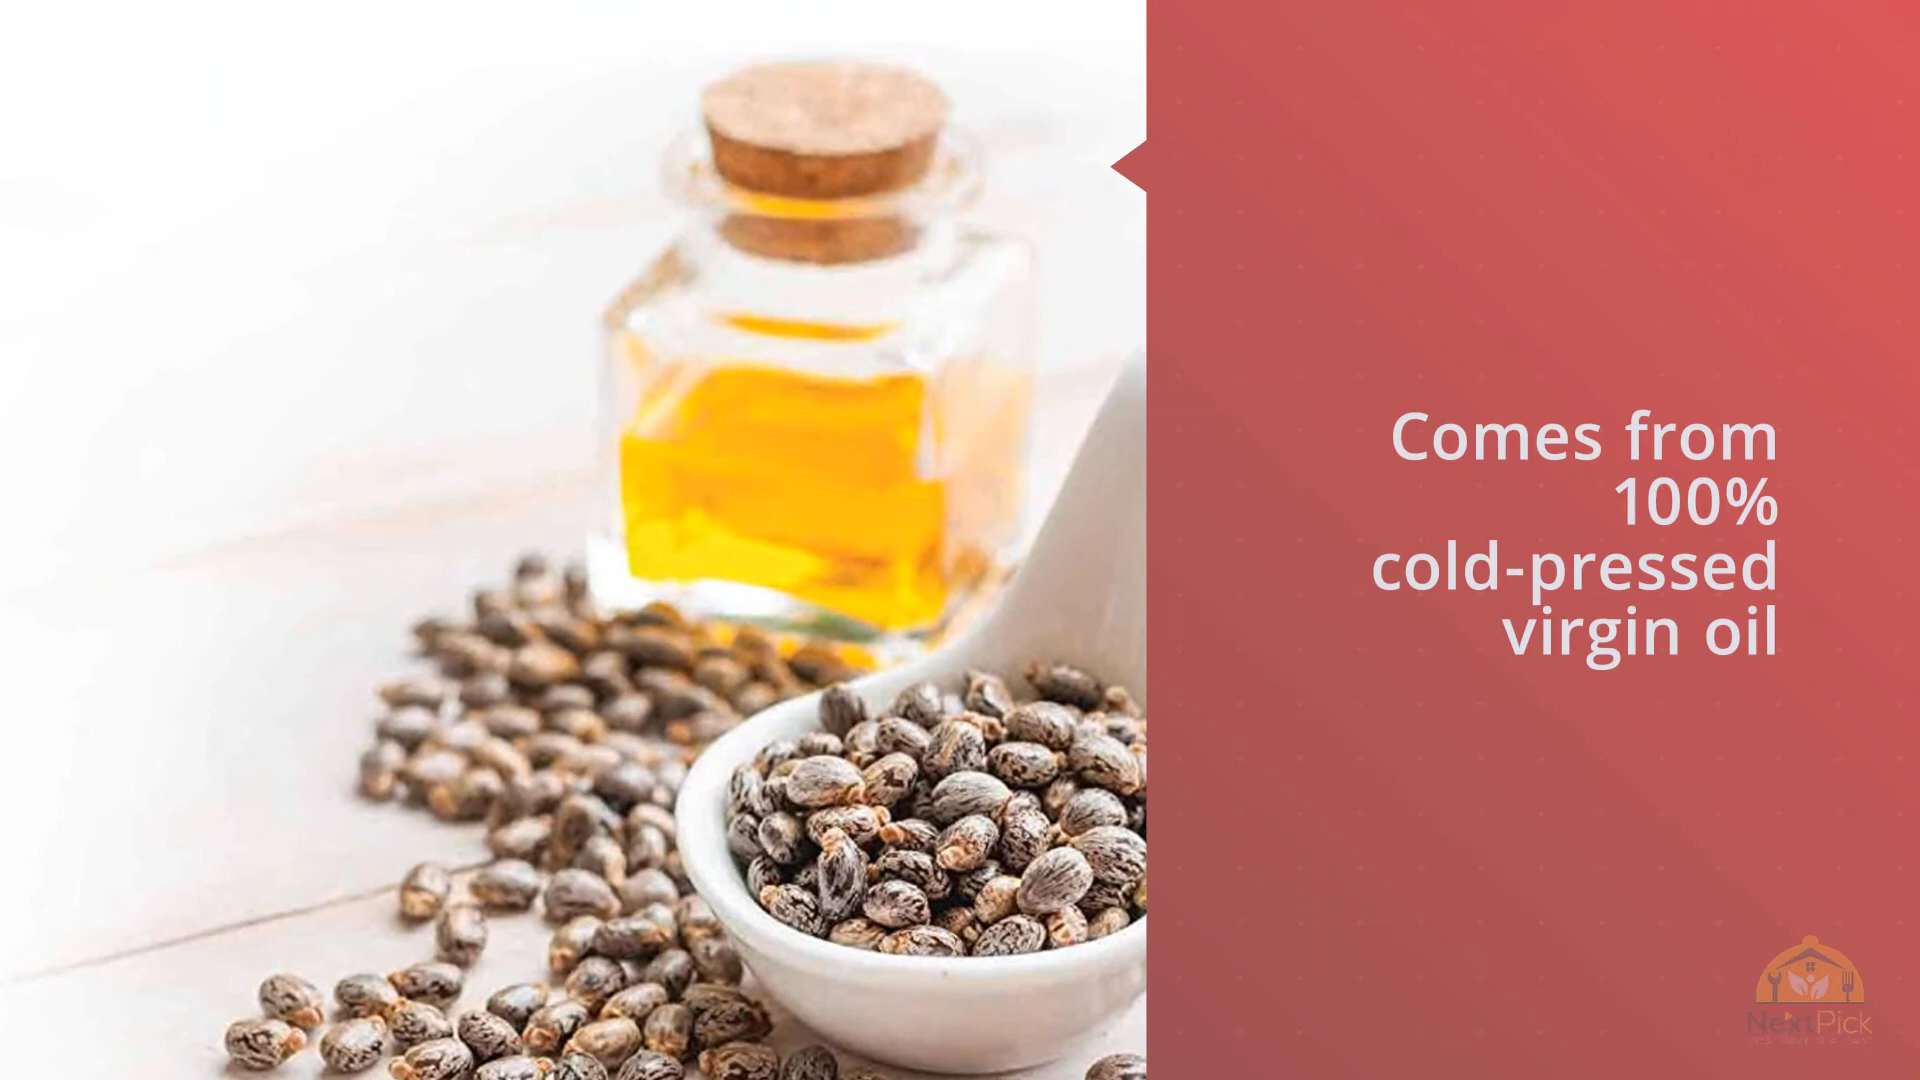 Comes from
100%
cold-pressed
virgin oil
NextPick